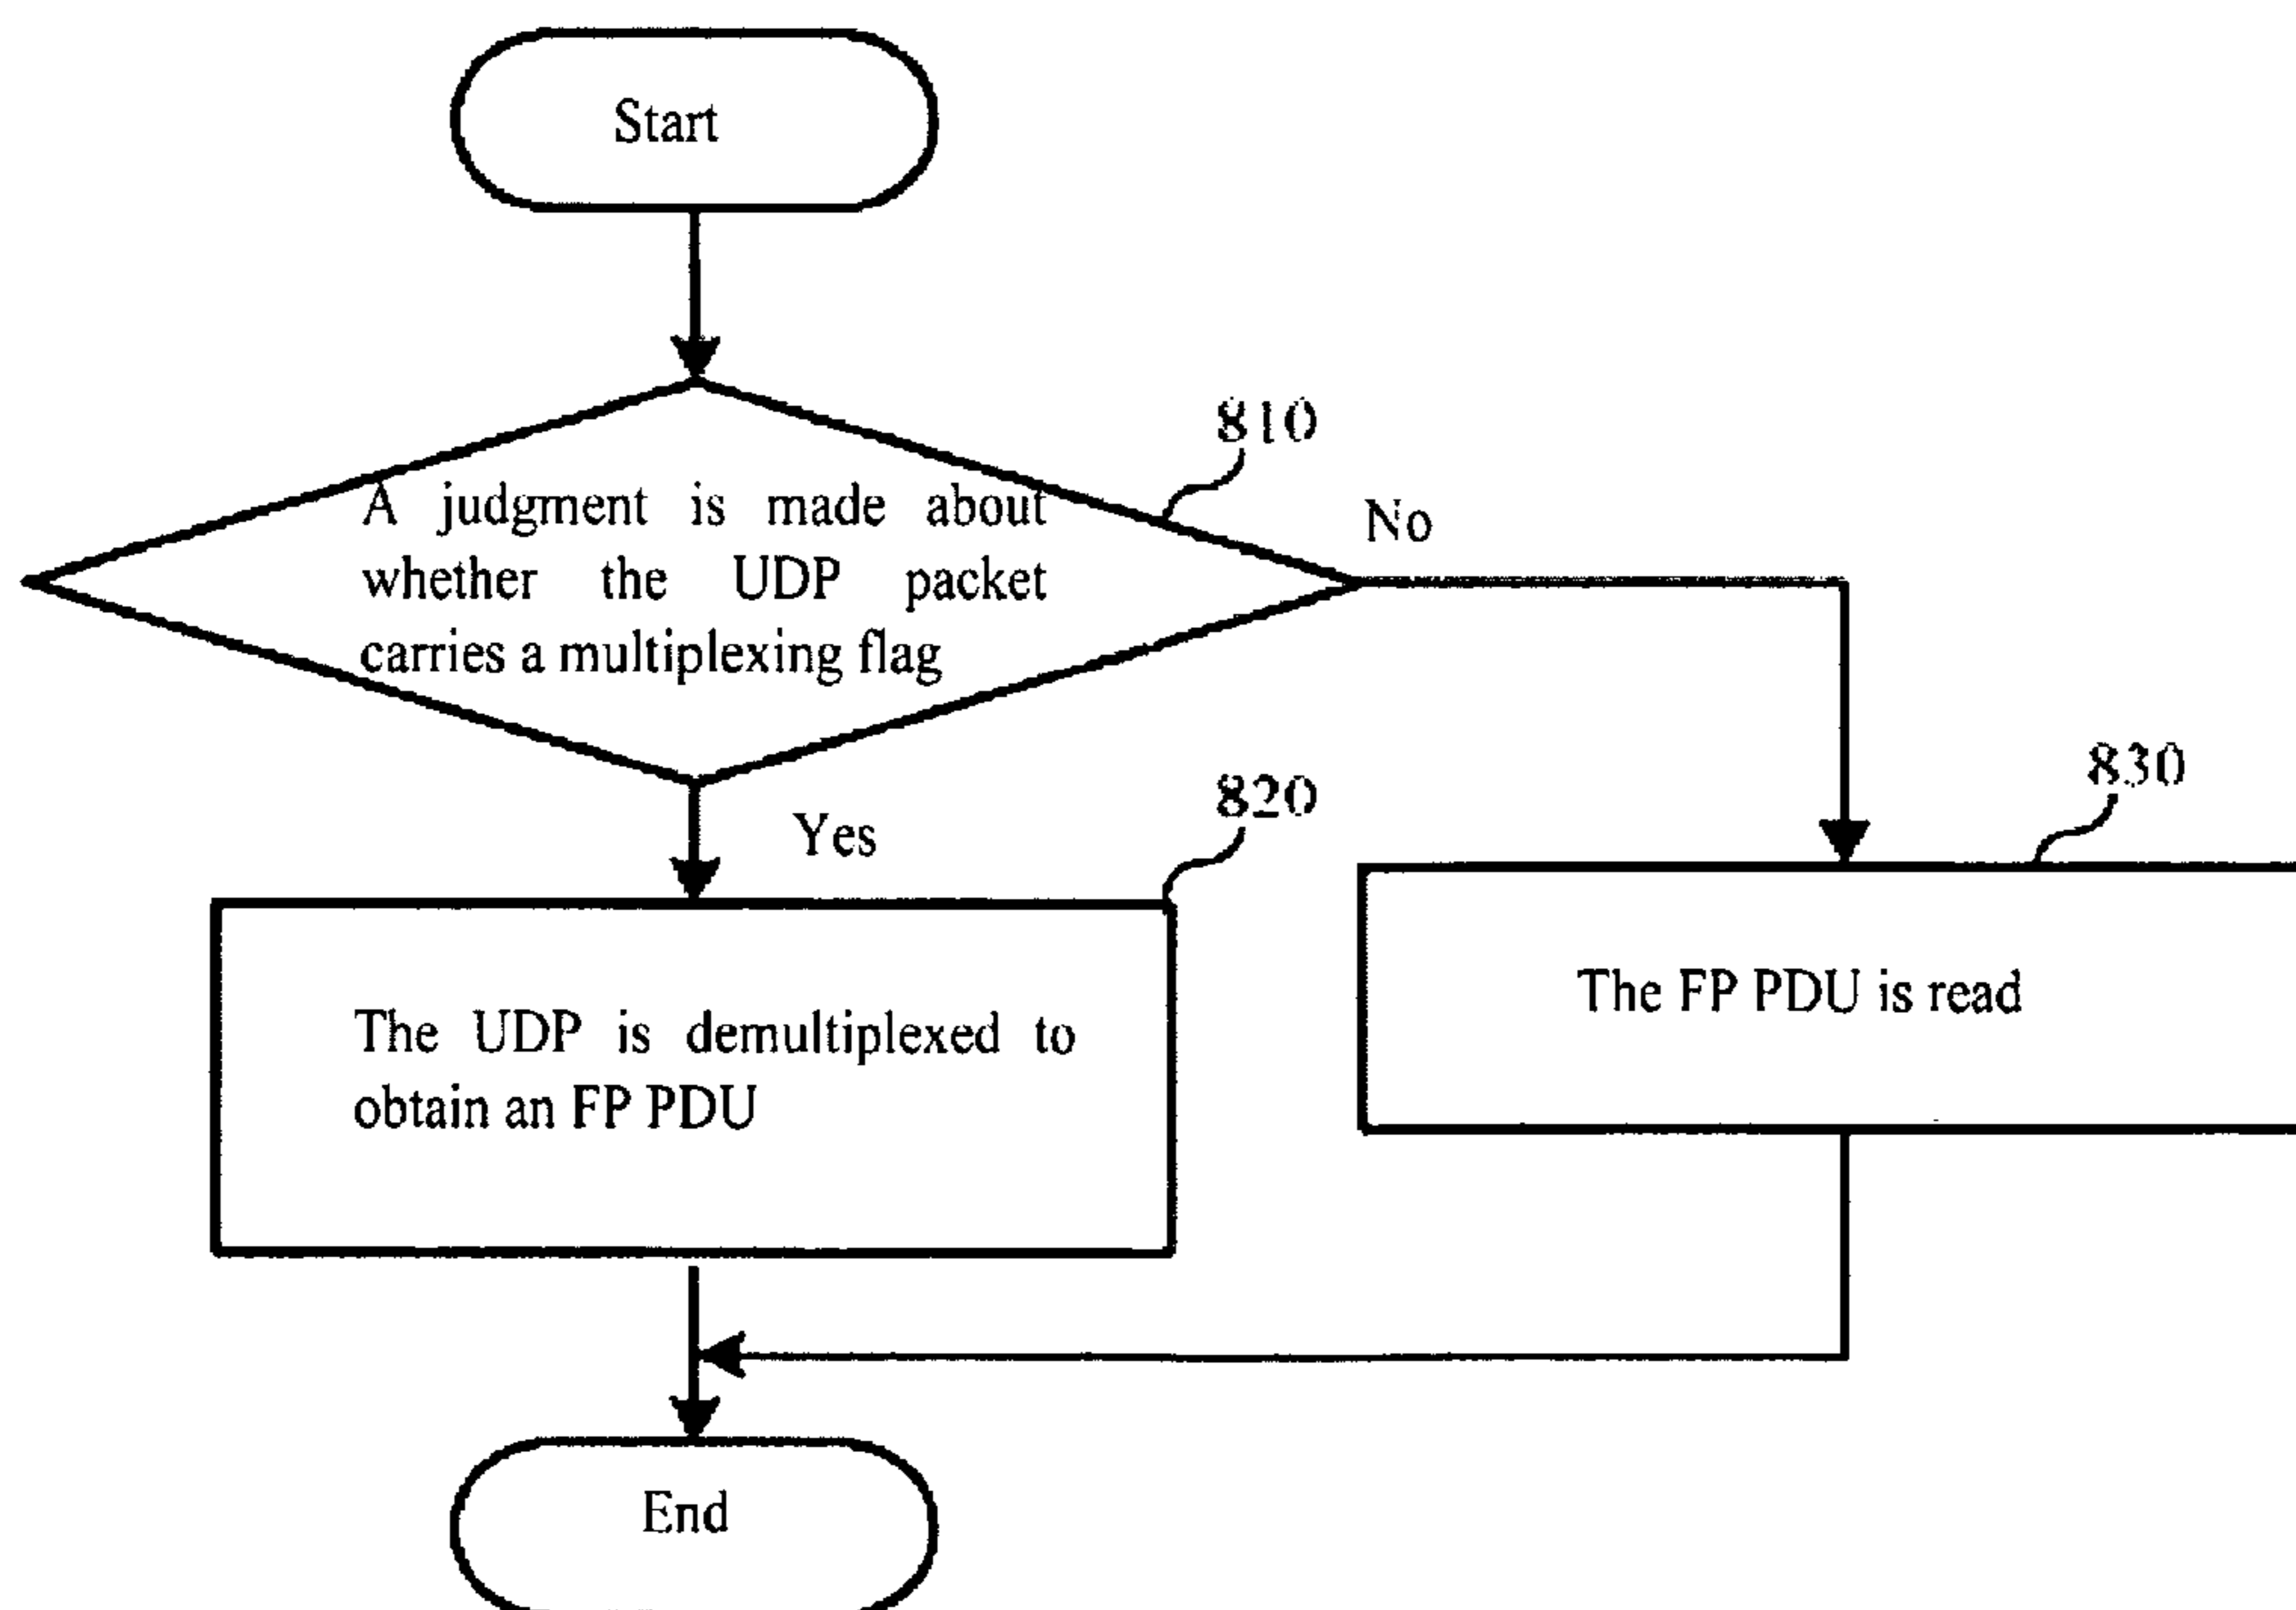 Start
810
A judgment is made about
whether the UDP packet
carries a multiplexing flag
No
Yes
820
830
The UDP is demultiplexed to
obtain an FP PDU
The FP PDU is read
End